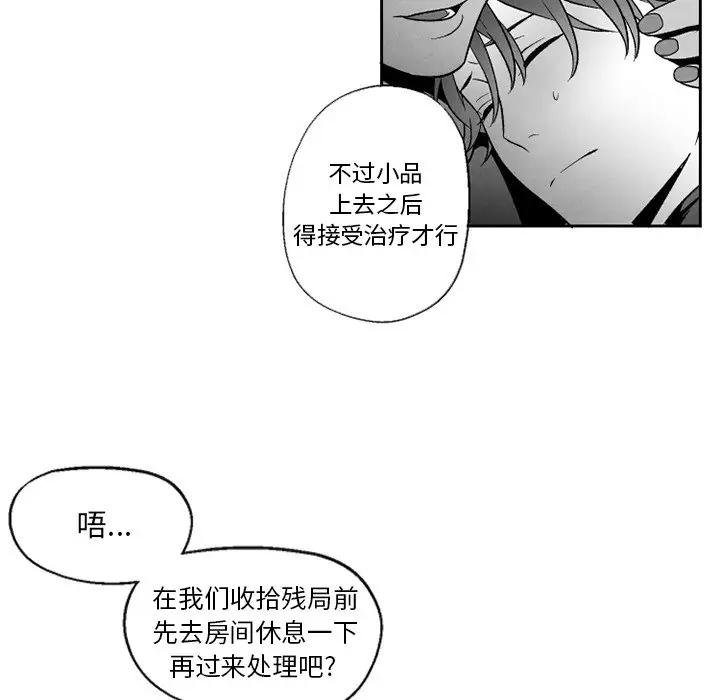 不过小品
上去之后
得接受治疗才行
唔...
在我们收拾残局前
先去房间休息一下
再过来处理吧?